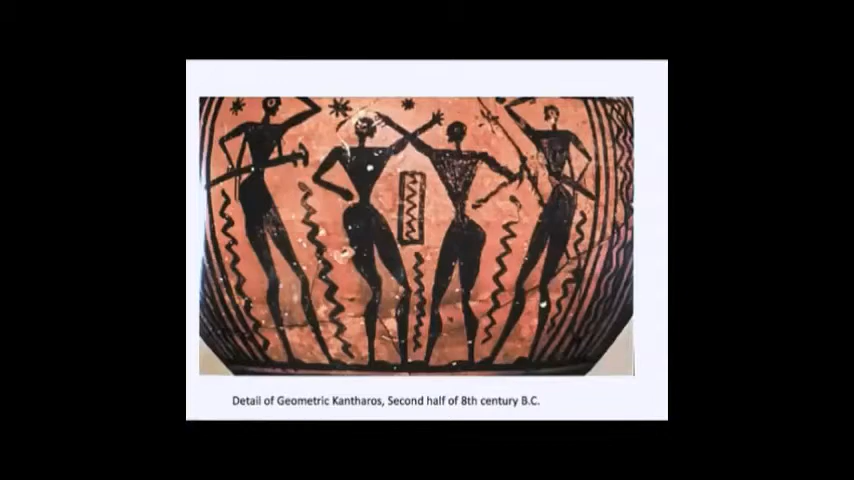 Detail of Geometric Kantharos, Second half of 8th century B.C.